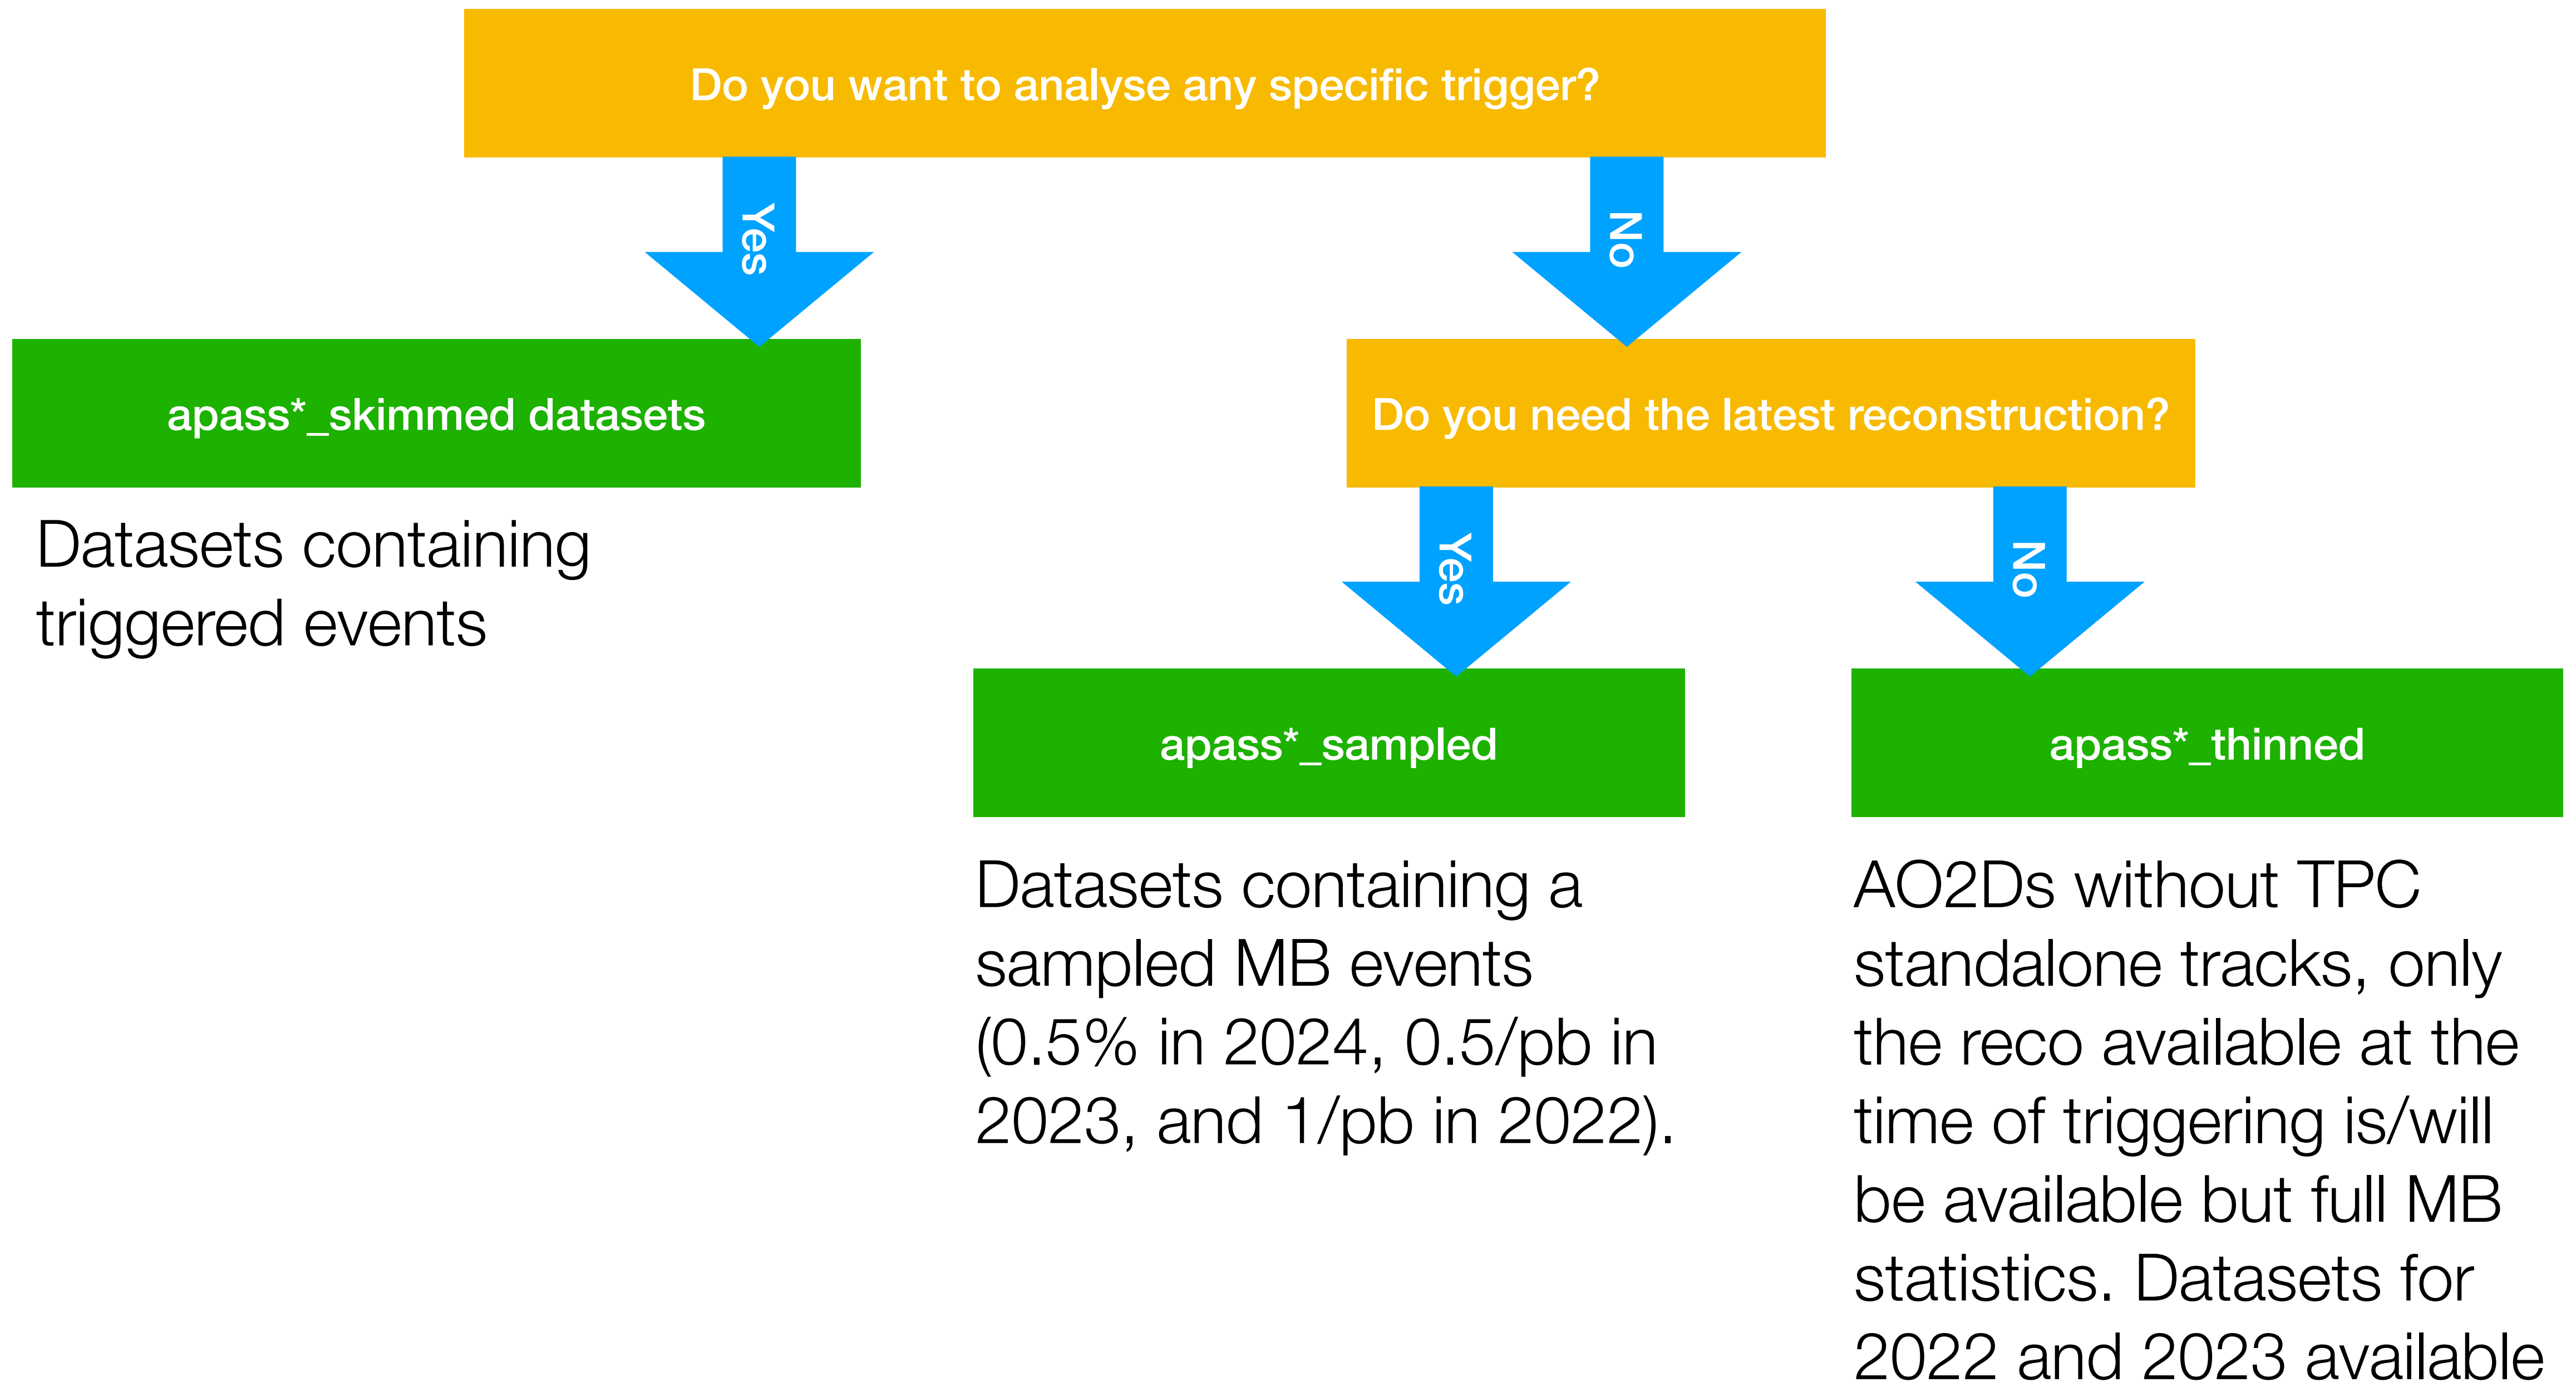 Do you want to analyse any specific trigger?
Yes
No
apass*_skimmed datasets
Do you need the latest reconstruction?
Datasets containing
triggered events
Yes
No
apass*_sampled
apass*_thinned
Datasets containing a
sampled MB events
(0.5% in 2024, 0.5/pb in
2023, and 1/pb in 2022).
AO2Ds without TPC
standalone tracks, only
the reco available at the
time of triggering is/will
be available but full MB
statistics. Datasets for
2022 and 2023 available